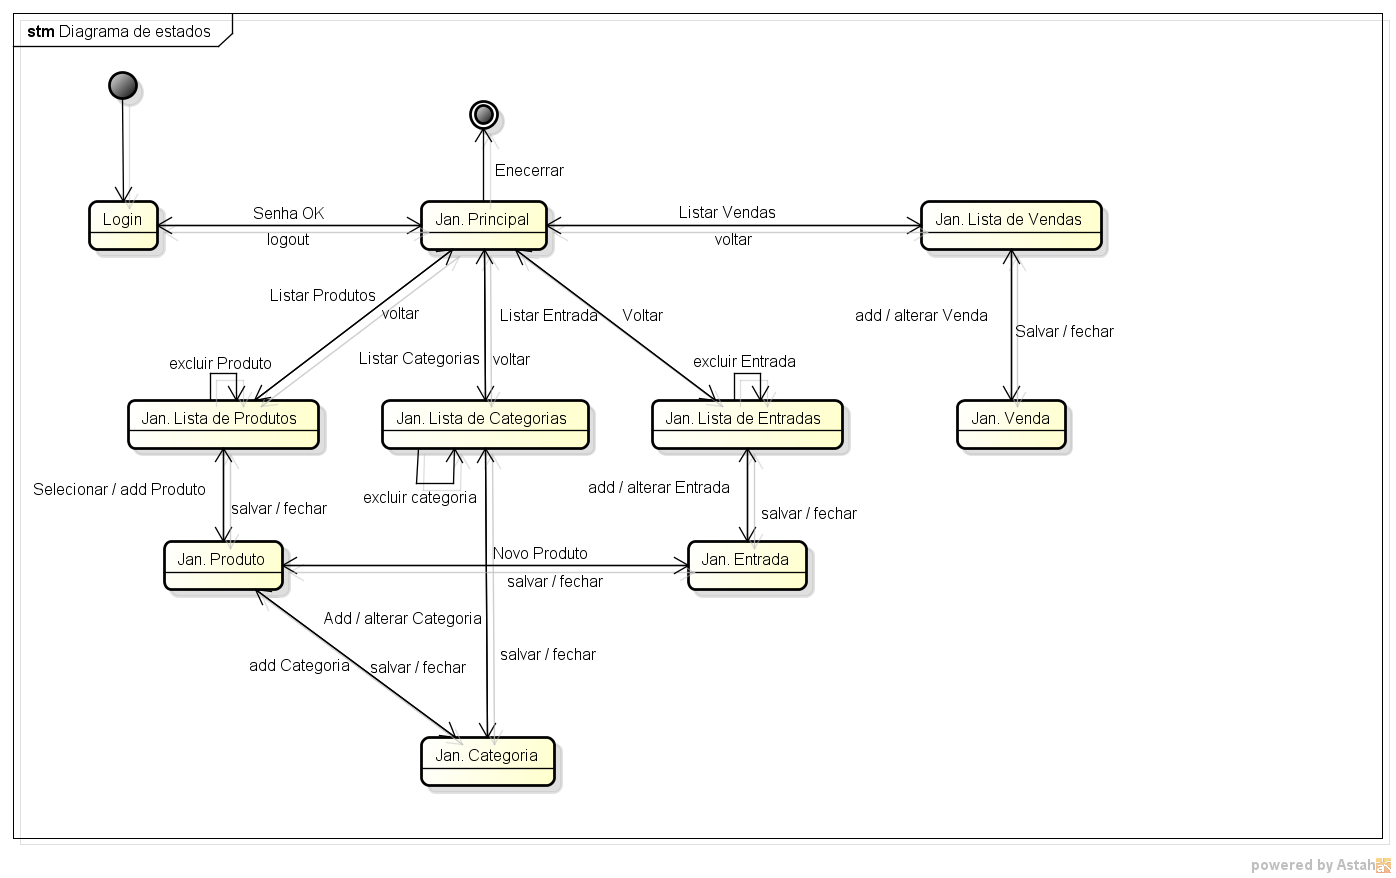 stm Diagrama de estados
Enecerrar
Login
Senha OK
logout
Jan. Principal
Listar Vendas
voltar
Jan. Lista de Vendas
Listar Produtos
voltar
Listar Entrada
Voltar
add / alterar Venda
Salvar / fechar
excluir Produto
Listar Categorias
voltar
excluir Entrada
Jan. Lista de Produtos
Jan. Lista de Categorias
Jan. Lista de Entradas
Jan. Venda
Selecionar / add Produto
salvar / fechar
excluir categoria
add / alterar Entrada
salvar / fechar
Jan. Produto
Novo Produto
salvar / fechar
Jan. Entrada
Add / alterar Categoria
add Categoria
salvar / fechar
salvar / fechar
Jan. Categoria
powered by Astah